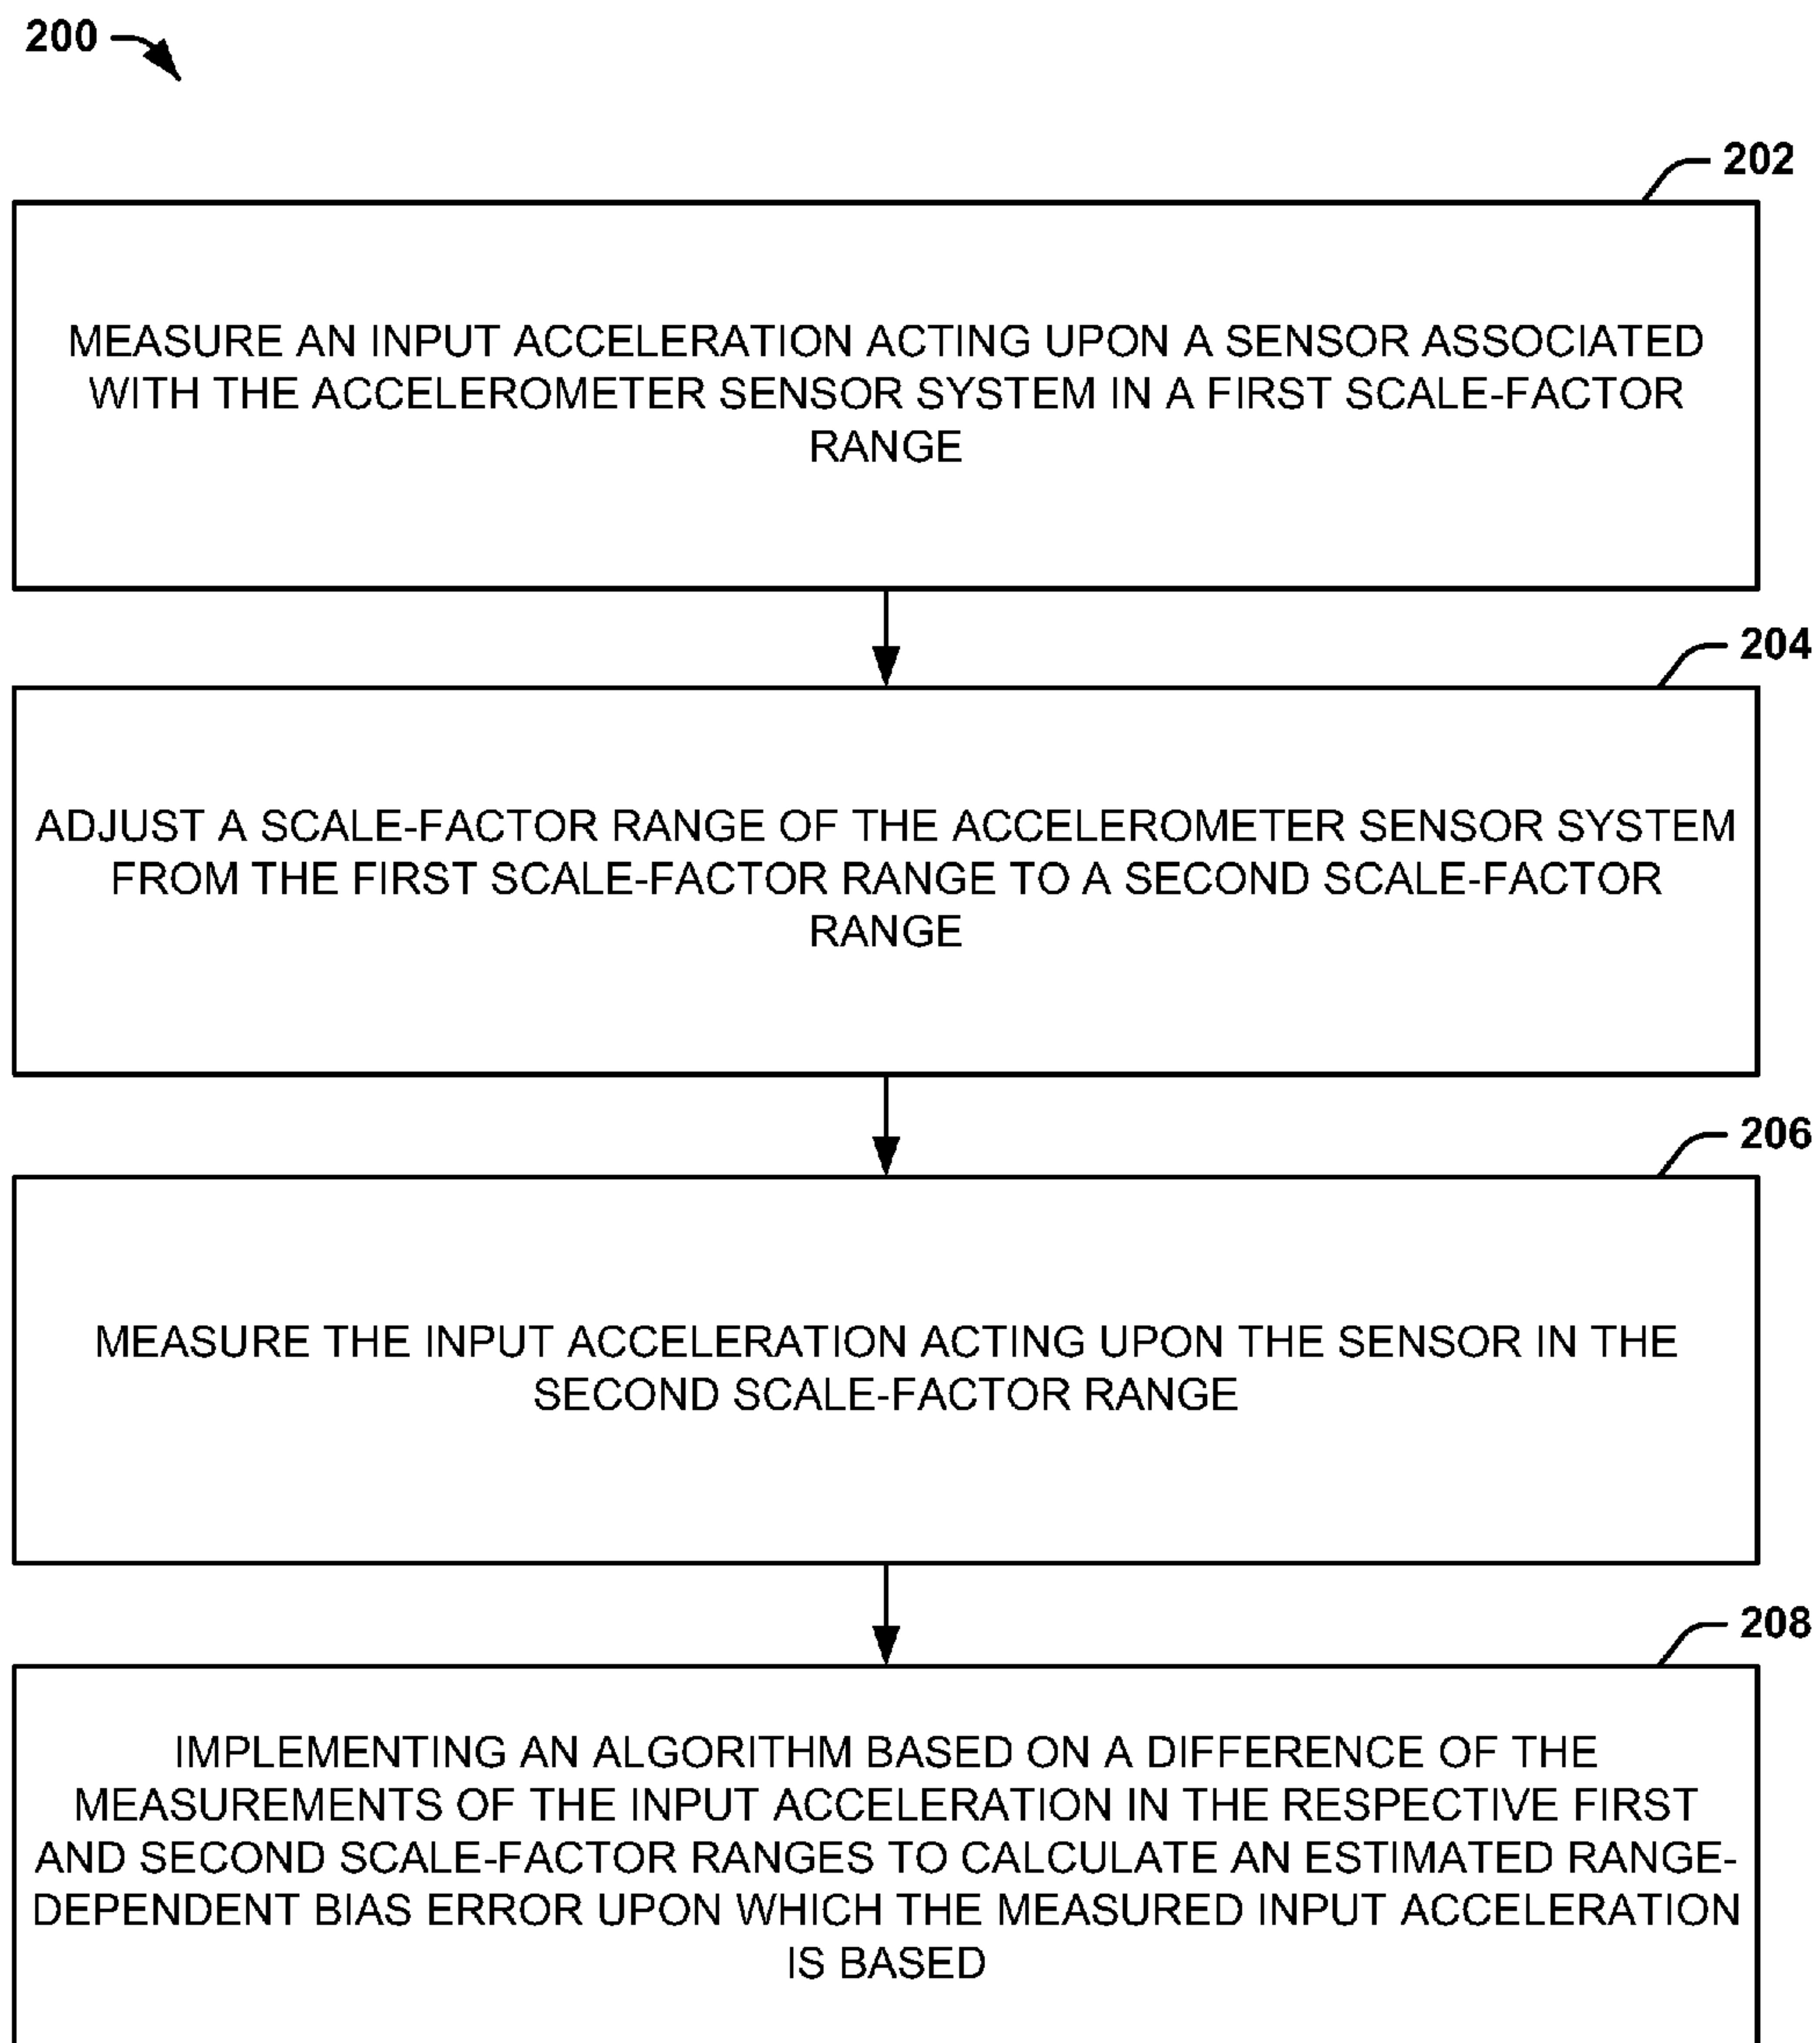 200
202
MEASURE AN INPUT ACCELERATION ACTING UPON A SENSOR ASSOCIATED
WITH THE ACCELEROMETER SENSOR SYSTEM IN A FIRST SCALE-FACTOR
RANGE
204
ADJUST A SCALE-FACTOR RANGE OF THE ACCELEROMETER SENSOR SYSTEM
FROM THE FIRST SCALE-FACTOR RANGE TO A SECOND SCALE-FACTOR
RANGE
206
MEASURE THE INPUT ACCELERATION ACTING UPON THE SENSOR IN THE
SECOND SCALE-FACTOR RANGE
208
IMPLEMENTING AN ALGORITHM BASED ON A DIFFERENCE OF THE
MEASUREMENTS OF THE INPUT ACCELERATION IN THE RESPECTIVE FIRST
AND SECOND SCALE-FACTOR RANGES TO CALCULATE AN ESTIMATED RANGE-
DEPENDENT BIAS ERROR UPON WHICH THE MEASURED INPUT ACCELERATION
IS BASED